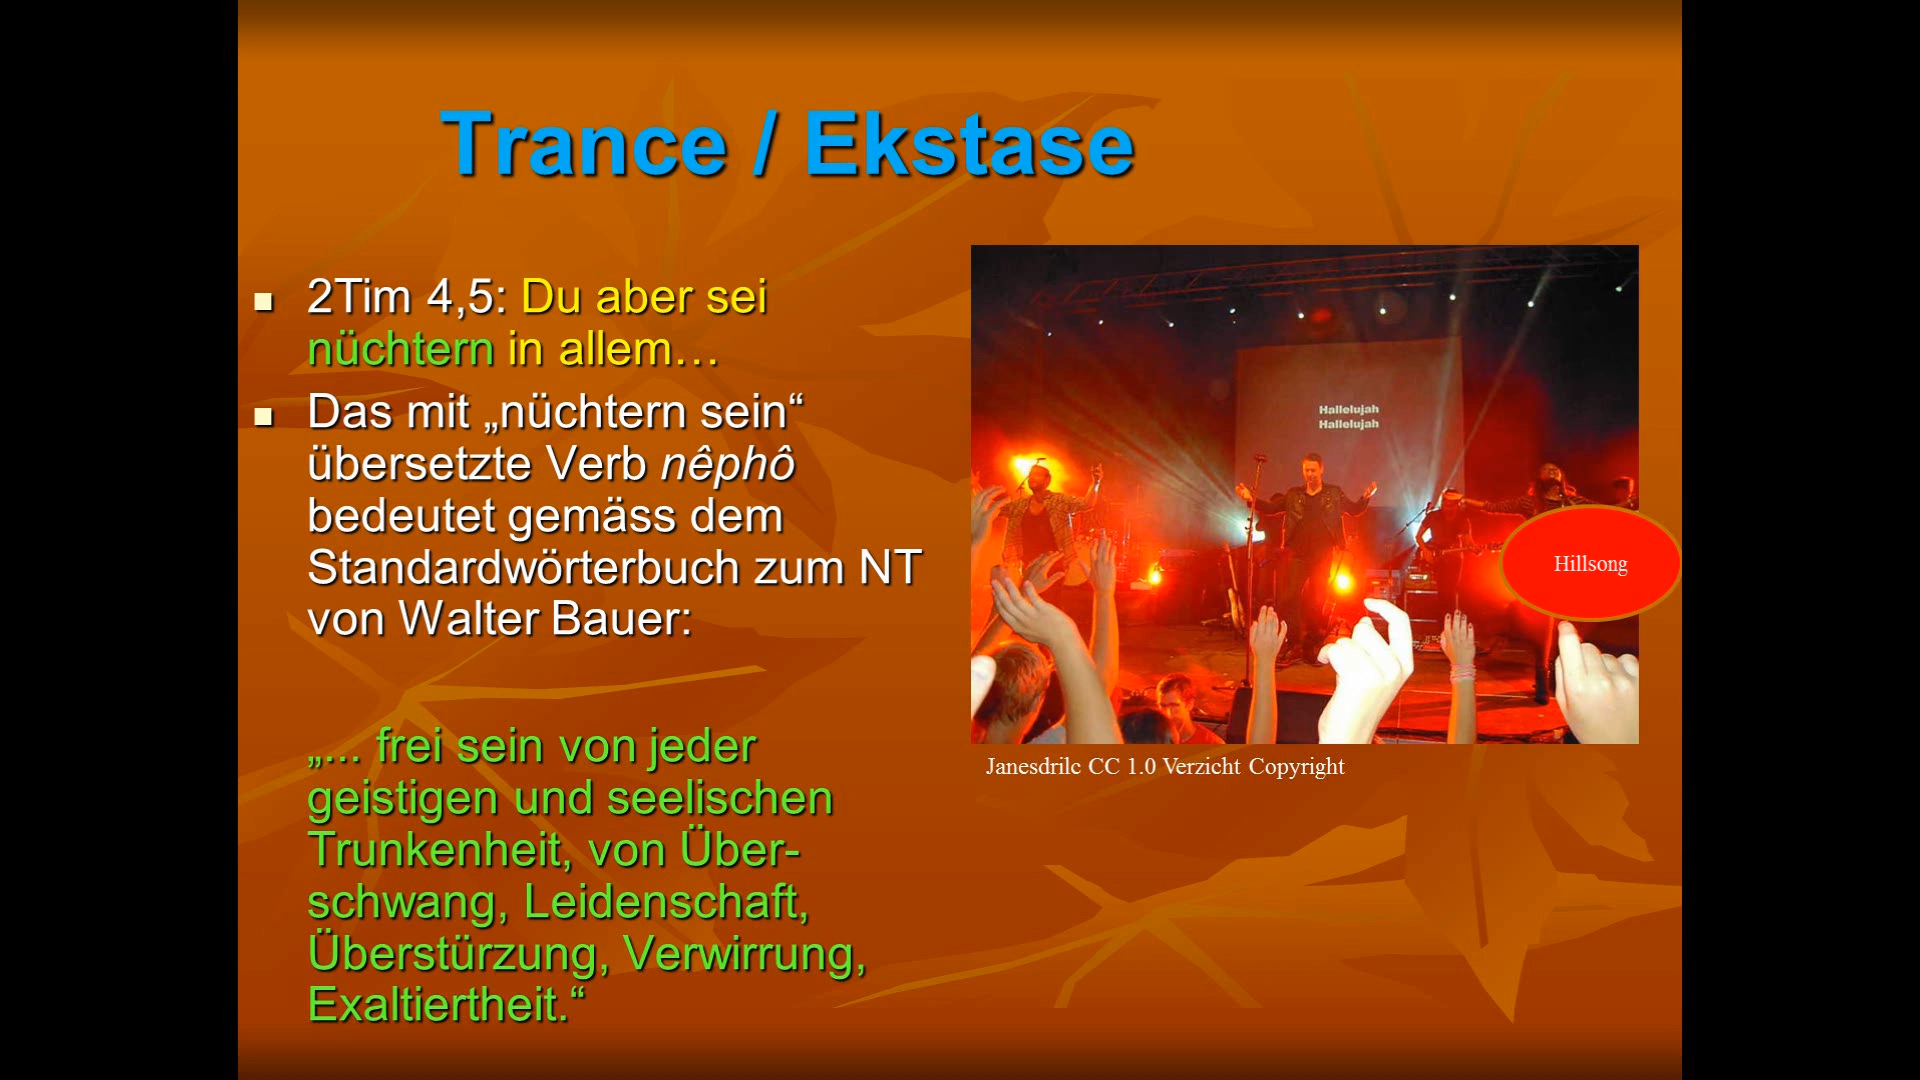 Trance / Ekstase
2Tim 4,5: Du aber sei
nüchtern in allem…
Das mit „nüchtern sein“
übersetzte Verb nêphô
bedeutet gemäss dem
Standardwörterbuch zum NT
von Walter Bauer:
„... frei sein von jeder
geistigen und seelischen
Trunkenheit, von Über-
schwang, Leidenschaft,
Überstürzung, Verwirrung,
Exaltiertheit.“
Hallelujah
Hallelujah
Hillsong
Janesdrilc CC 1.0 Verzicht Copyright